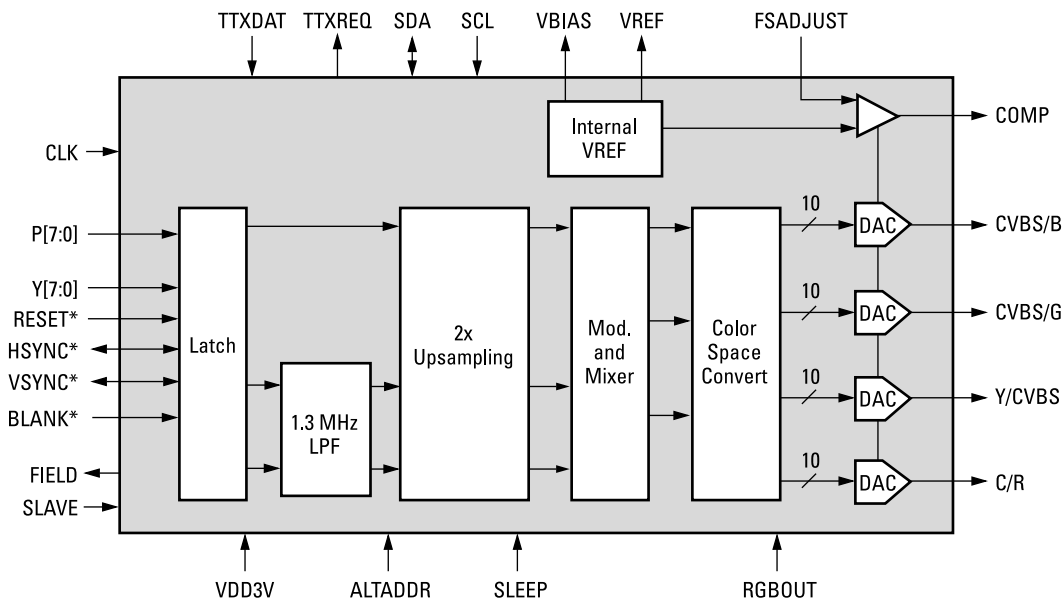 TTXDAT TTXREQ SDA SCL VBIAS VREF FSADJUST
Internal
VREF
COMP
CLK
P[7:0]
Y[7:0]
RESET*
HSYNC*
VSYNC*
BLANK*
FIELD
SLAVE
Latch
1.3 MHz
LPF
2x
Upsampling
Mod.
and
Mixer
Color
Space
Convert
10
DAC
CVBS/B
10
DAC
CVBS/G
10
DAC
Y/CVBS
10
DAC
C/R
VDD3V ALTADDR SLEEP RGBOUT